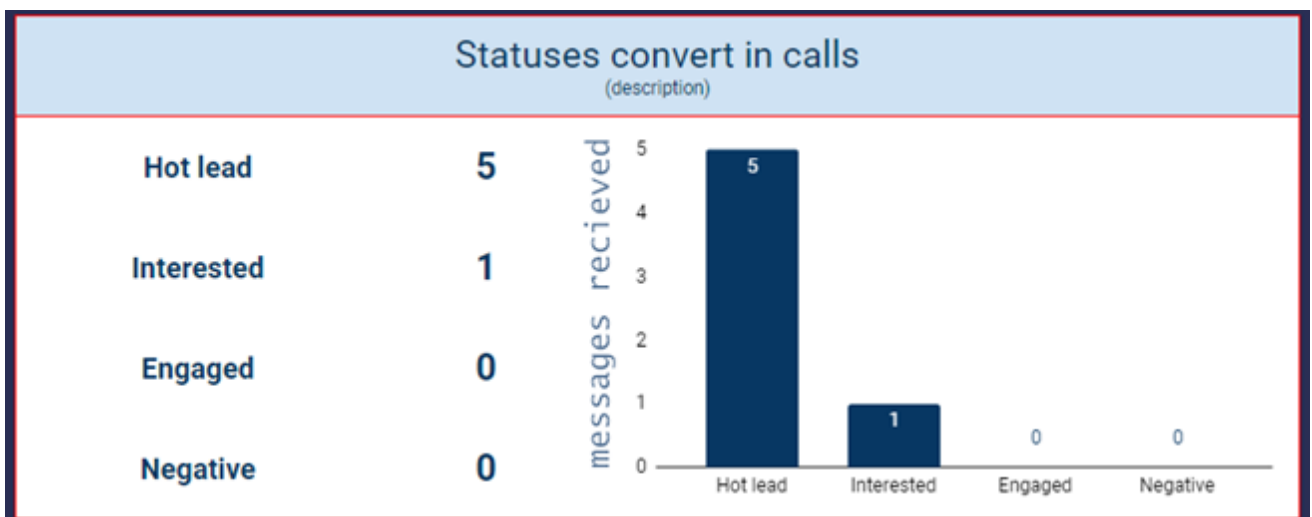 Statuses convert in calls
(description)
Hot lead 5
Interested 1
Engaged 0
Negative 0
messages recieved
5
4
3
2
1
0
5
1
0
0
Hot lead Interested Engaged Negative